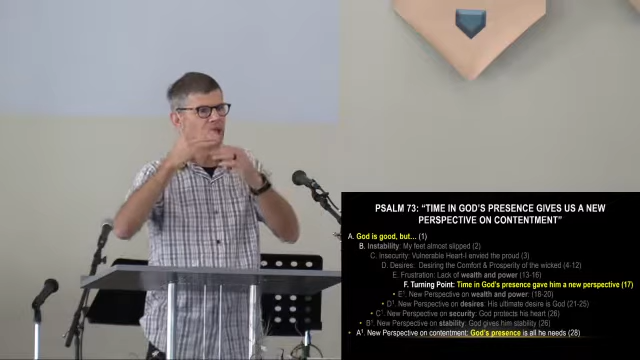 PSALM 73: "TIME IN GOD'S PRESENCE GIVES US A NEW
PERSPECTIVE ON CONTENTMENT"
A. God is good, but... (1)
B. Instability: My feet almost slipped (2)
C. insecurity: Vulnerable Heart-i envied the proud (3)
D. Desires: Desiring the Comfort & Prosperity of the wicked (4-12)
E. Frustration: Lack of wealth and power (13-16)
F. Turning Point: Time in God's presence gave him a new perspective (17)
• E¹. New Perspective on wealth and power: (18-20)
• D¹. New Perspective on desires: His ultimate desire is God (21-25)
• C¹. New Perspective on security: God protects his heart (26)
• B¹. New Perspective on stability: God gives him stability (26)
• A¹. New Perspective on contentment: God's presence is all he needs (28)